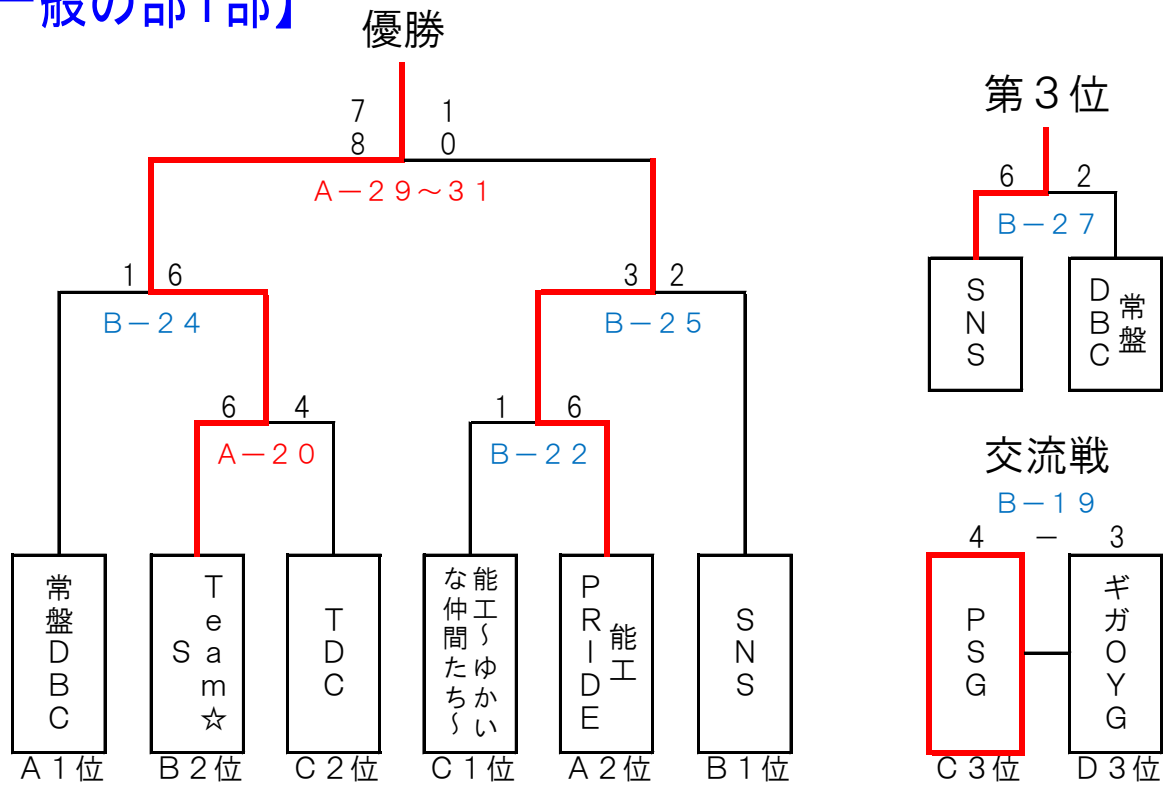 一般の部1部】
優勝
7 1
8 0
A－29～31
1 6
B－24
3 2
B－25
6 4
A－20
1 6
B－22
常盤DBC
Team☆S
TDC
能工～ゆかいな仲間たち～
能工PRIDE
SNS
A1位
B2位
C2位
C1位
A2位
B1位
第3位
6 2
B－27
SNS
常盤DBC
交流戦
B－19
4 － 3
PSG
ギガOYG
C3位
D3位